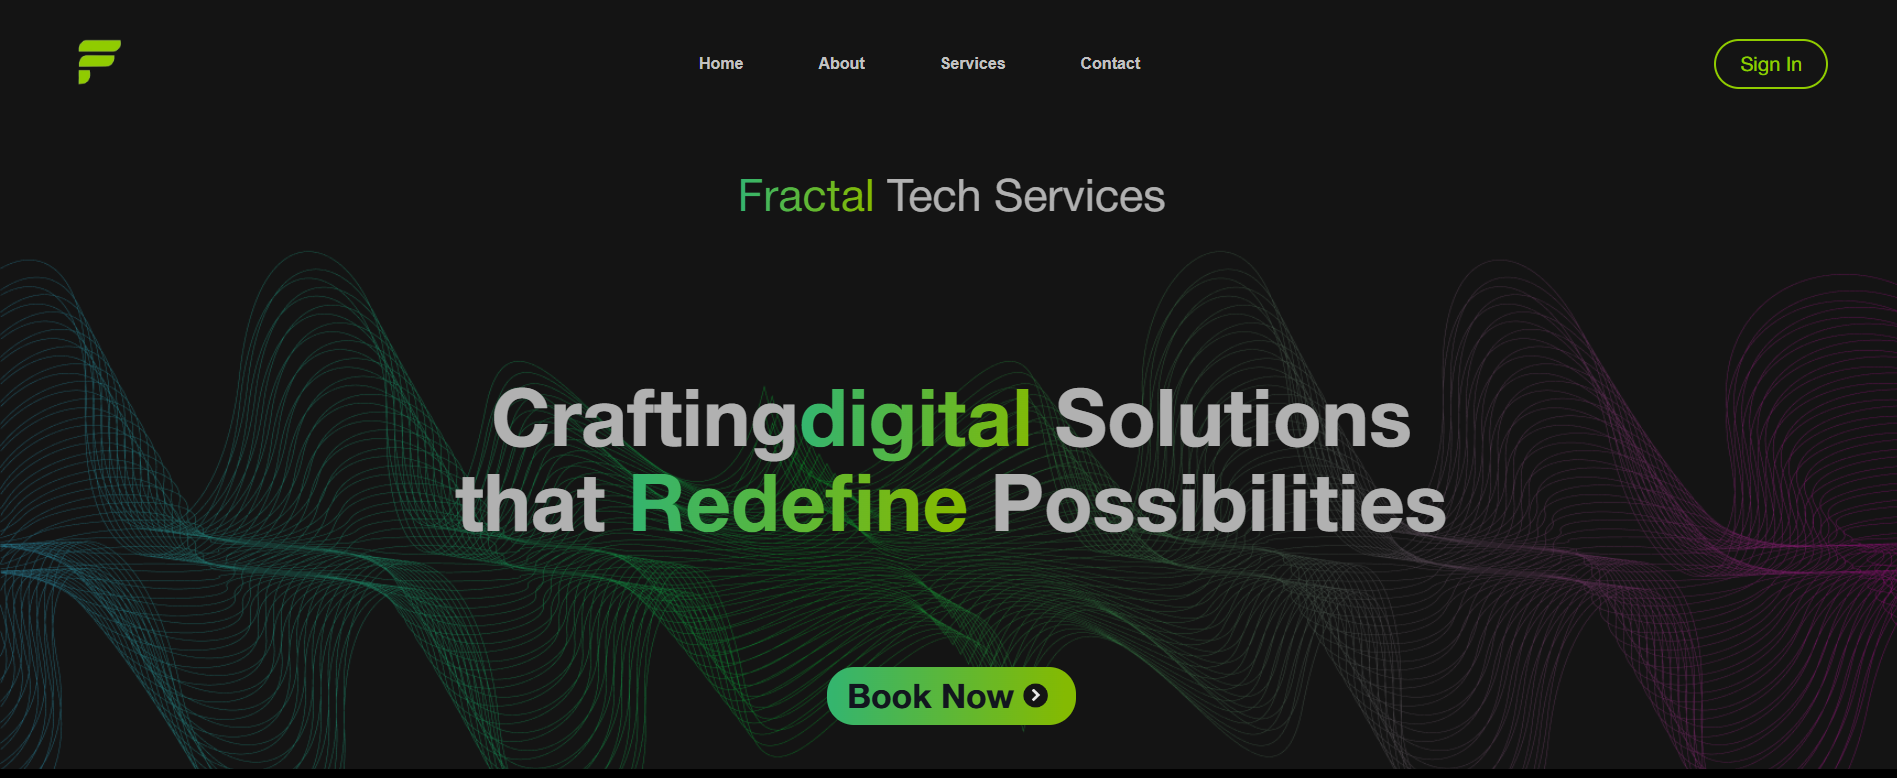 Home About Services Contact Sign In
Fractal Tech Services
Craftingdigital Solutions
that Redefine Possibilities
Book Now